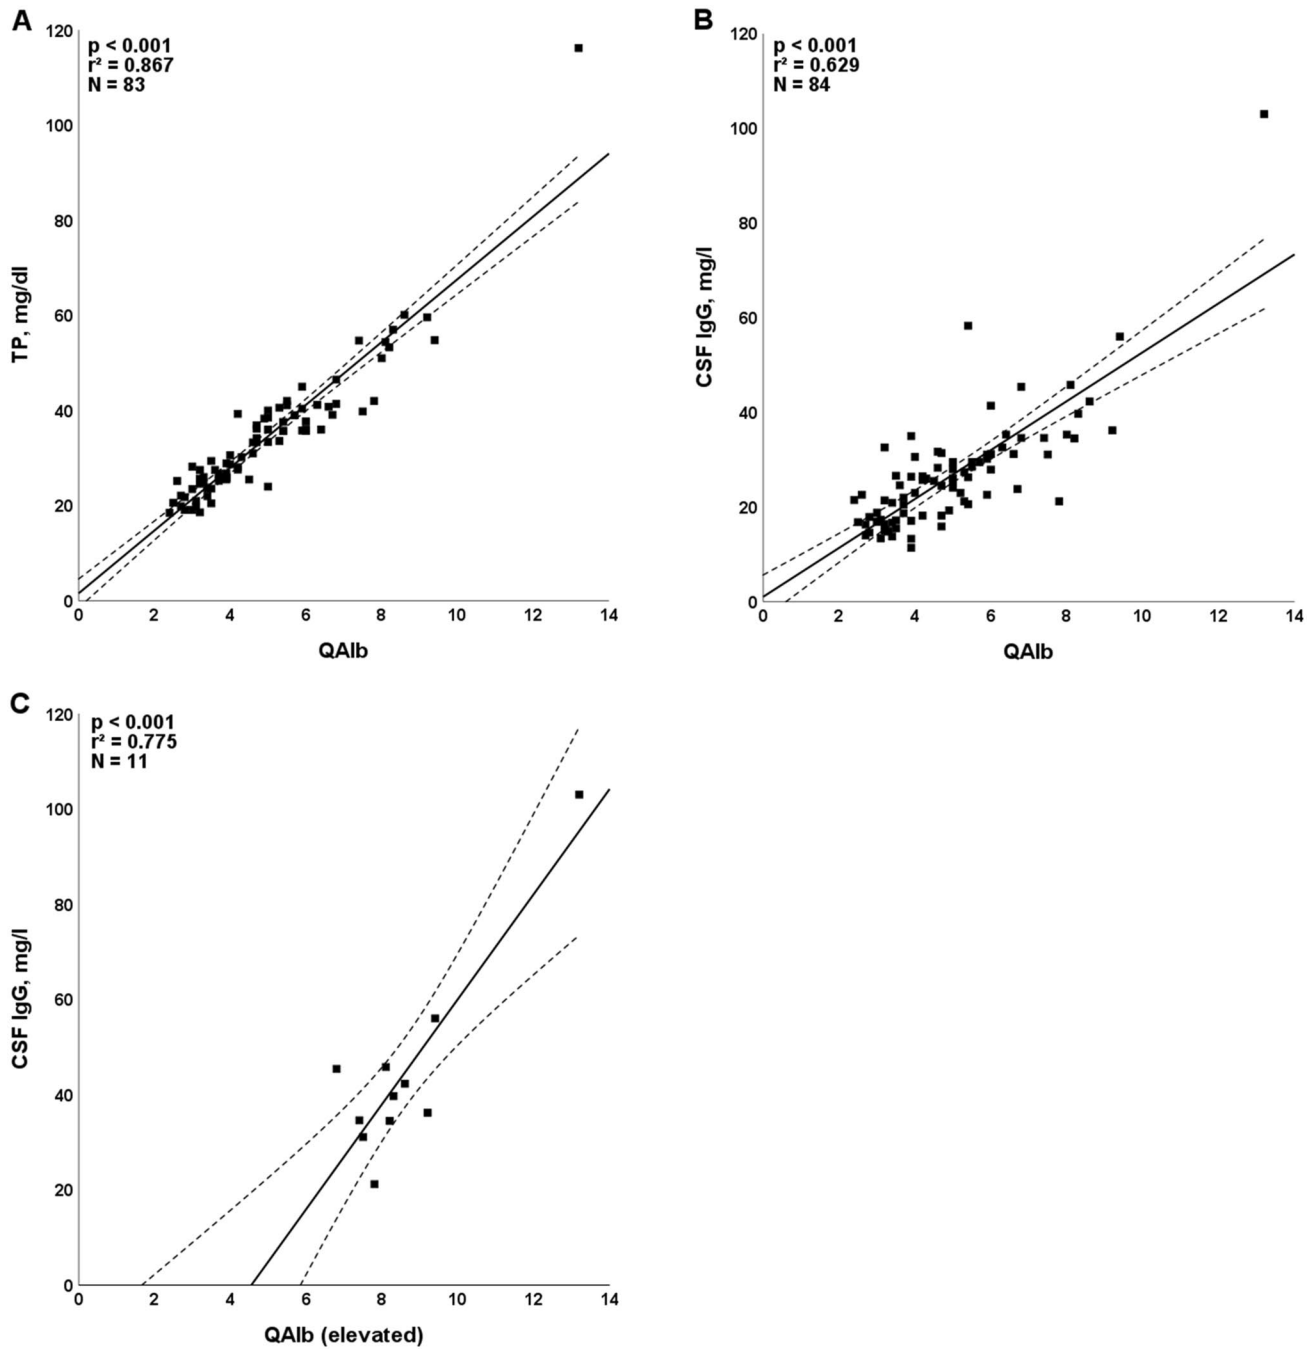 A
p < 0.001
r² = 0.867
N = 83
120
100
80
60
40
20
0
TP, mg/dl
0 2 4 6 8 10 12 14
QAlb
B
p < 0.001
r² = 0.629
N = 84
120
100
80
60
40
20
0
CSF IgG, mg/l
0 2 4 6 8 10 12 14
QAlb
C
p < 0.001
r² = 0.775
N = 11
120
100
80
60
40
20
0
CSF IgG, mg/l
0 2 4 6 8 10 12 14
QAlb (elevated)